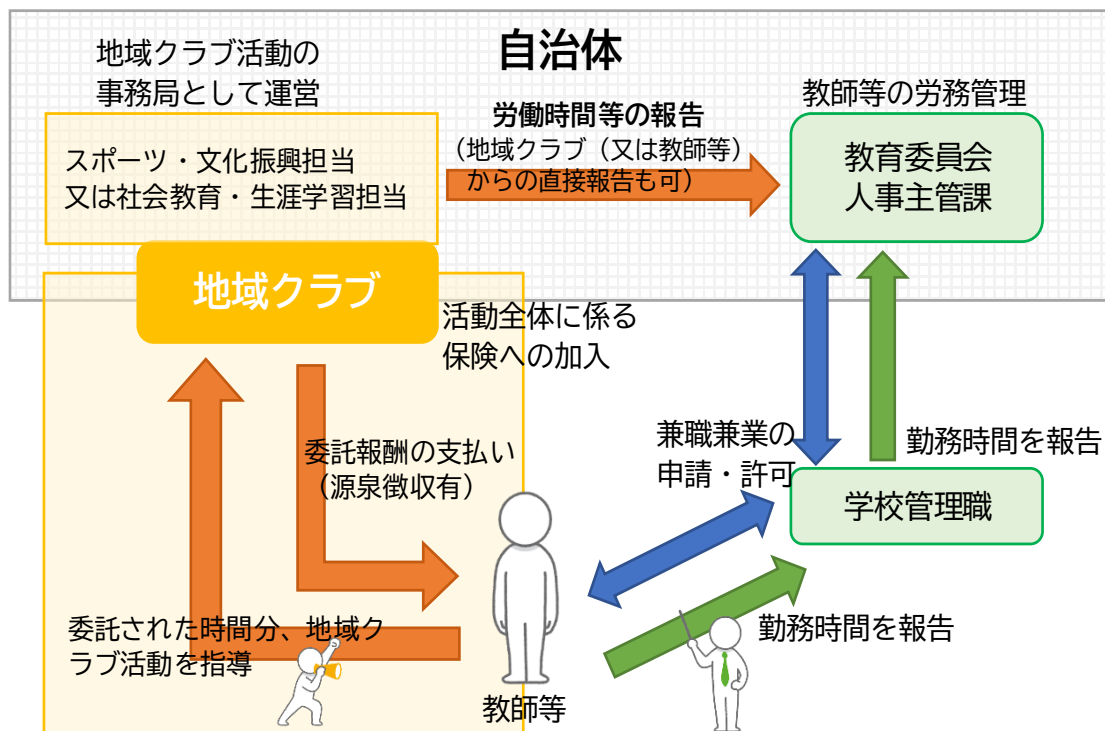 自治体
地域クラブ活動の
事務局として運営
スポーツ・文化振興担当
又は社会教育・生涯学習担当
労働時間等の報告
（地域クラブ（又は教師等）
からの直接報告も可）
教師等の労務管理
教育委員会
人事主管課
地域クラブ
活動全体に係る
保険への加入
委託報酬の支払い
（源泉徴収有）
兼職兼業の
申請・許可
勤務時間を報告
学校管理職
委託された時間分、地域ク
ラブ活動を指導
勤務時間を報告
教師等